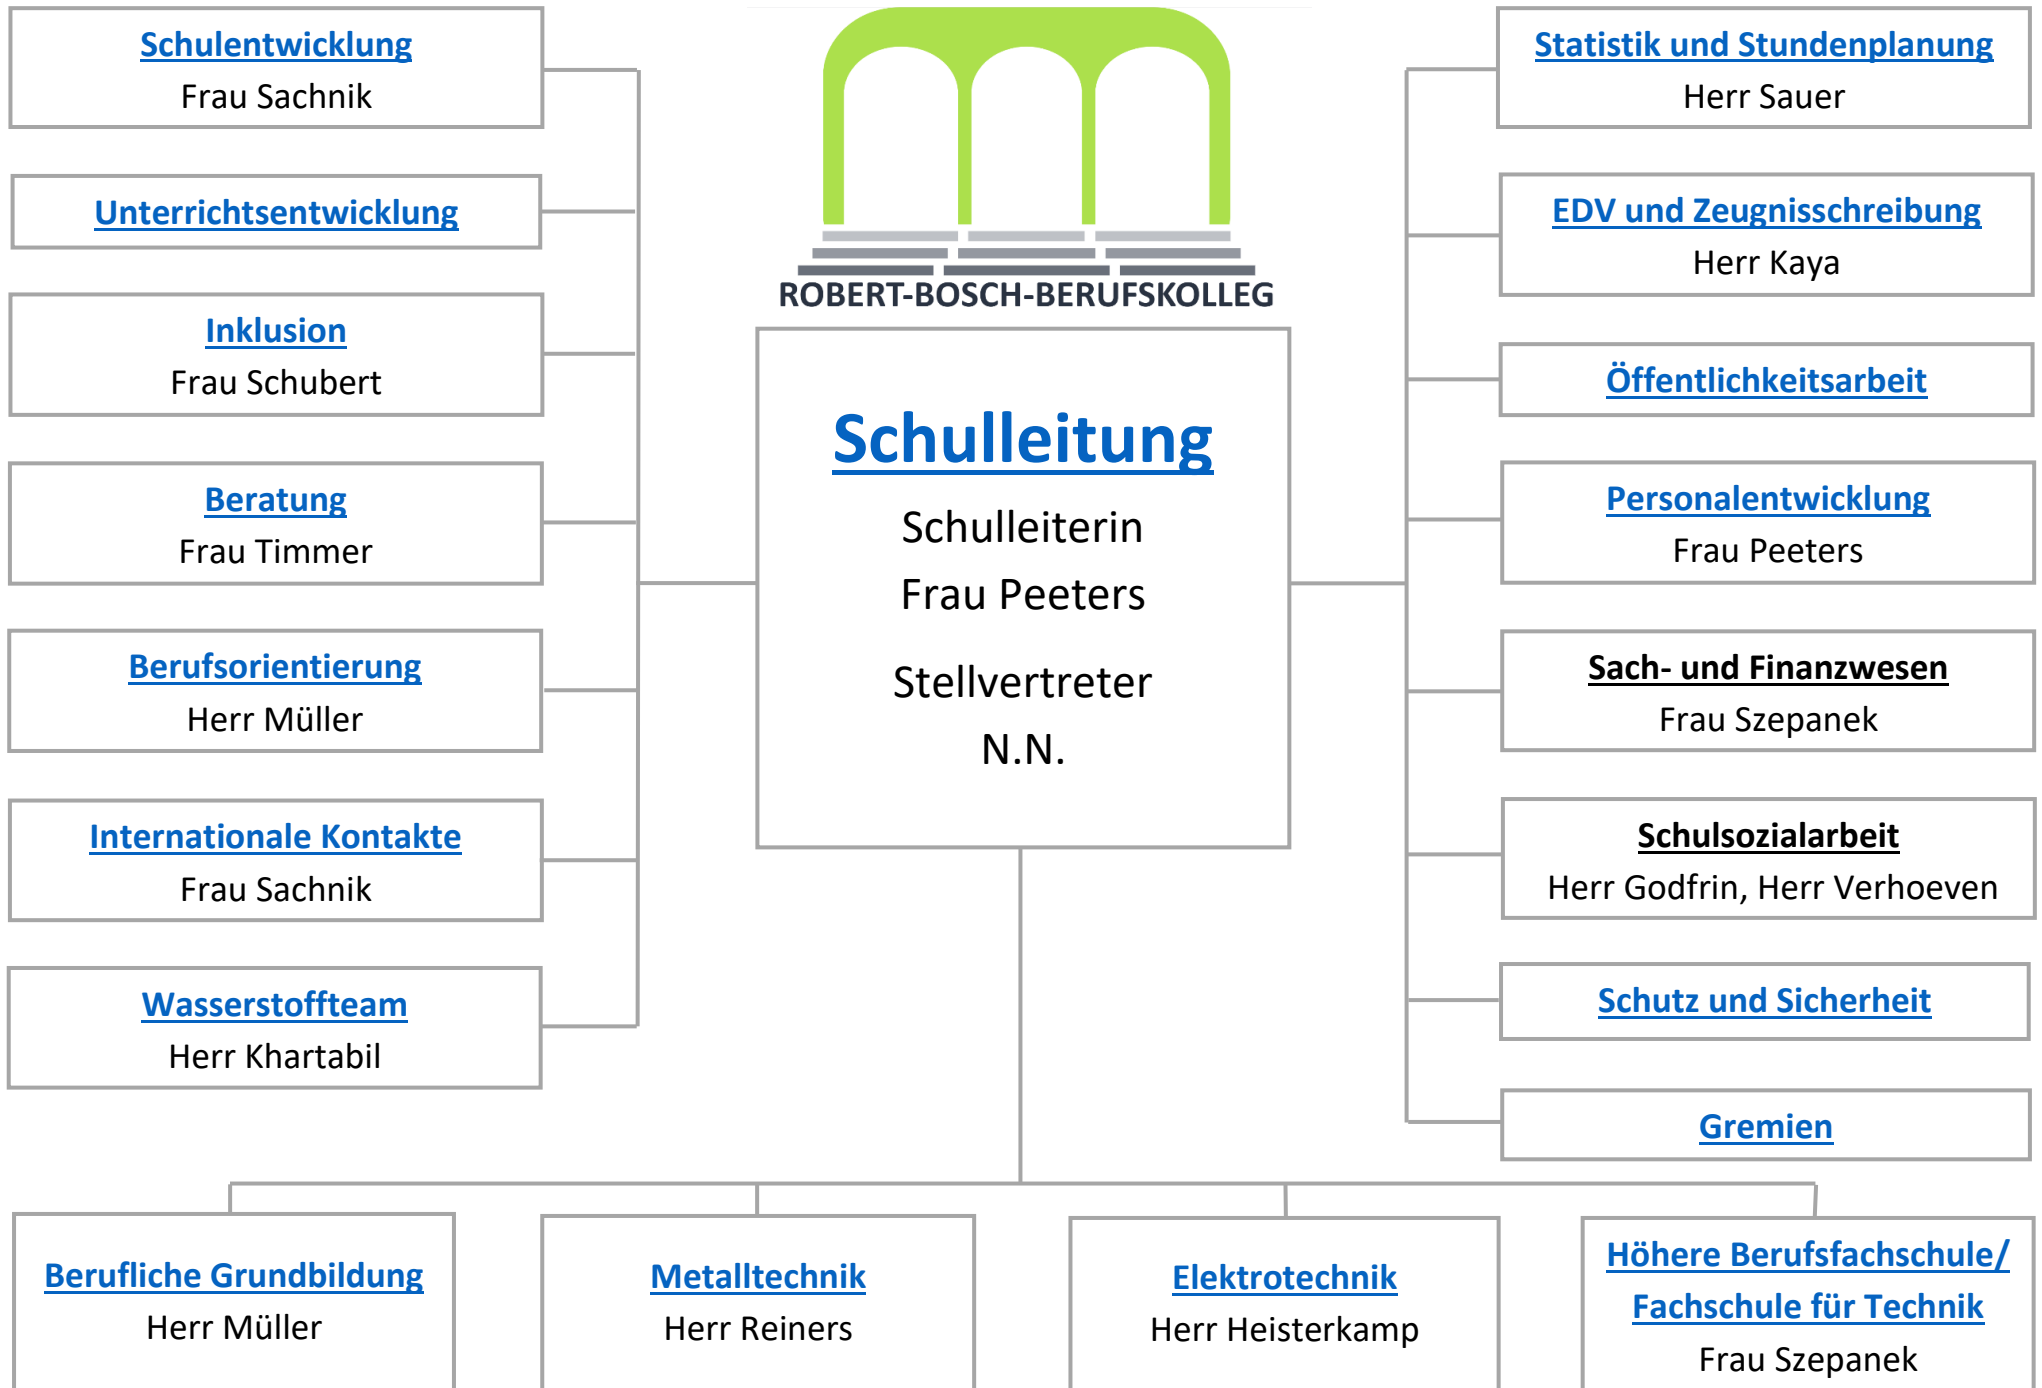 Schulentwicklung
Frau Sachnik
Unterrichtsentwicklung
Inklusion
Frau Schubert
Beratung
Frau Timmer
Berufsorientierung
Herr Müller
Internationale Kontakte
Frau Sachnik
Wasserstoffteam
Herr Khartabil
ROBERT-BOSCH-BERUFSKOLLEG
Schulleitung
Schulleiterin
Frau Peeters
Stellvertreter
N.N.
Statistik und Stundenplanung
Herr Sauer
EDV und Zeugnisschreibung
Herr Kaya
Öffentlichkeitsarbeit
Personalentwicklung
Frau Peeters
Sach- und Finanzwesen
Frau Szepanek
Schulsozialarbeit
Herr Godfrin, Herr Verhoeven
Schutz und Sicherheit
Gremien
Berufliche Grundbildung
Herr Müller
Metalltechnik
Herr Reiners
Elektrotechnik
Herr Heisterkamp
Höhere Berufsfachschule/
Fachschule für Technik
Frau Szepanek